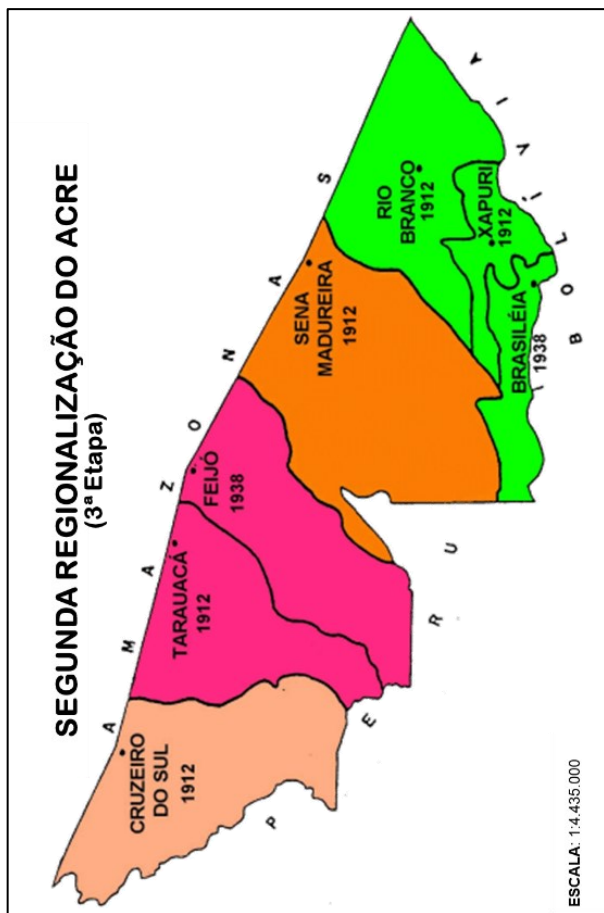 SEGUNDA REGIONALIZAÇÃO DO ACRE
(3ª Etapa)
AMAZONAS
CRUZEIRO
DO SUL
1912
TARAUACÁ
1912
FEIJÓ
1938
SENA
MADUREIRA
1912
RIO
BRANCO
1912
XAPURI
1912
BRASILÉIA
1938
PERU
BOLÍVIA
ESCALA: 1:4.435.000